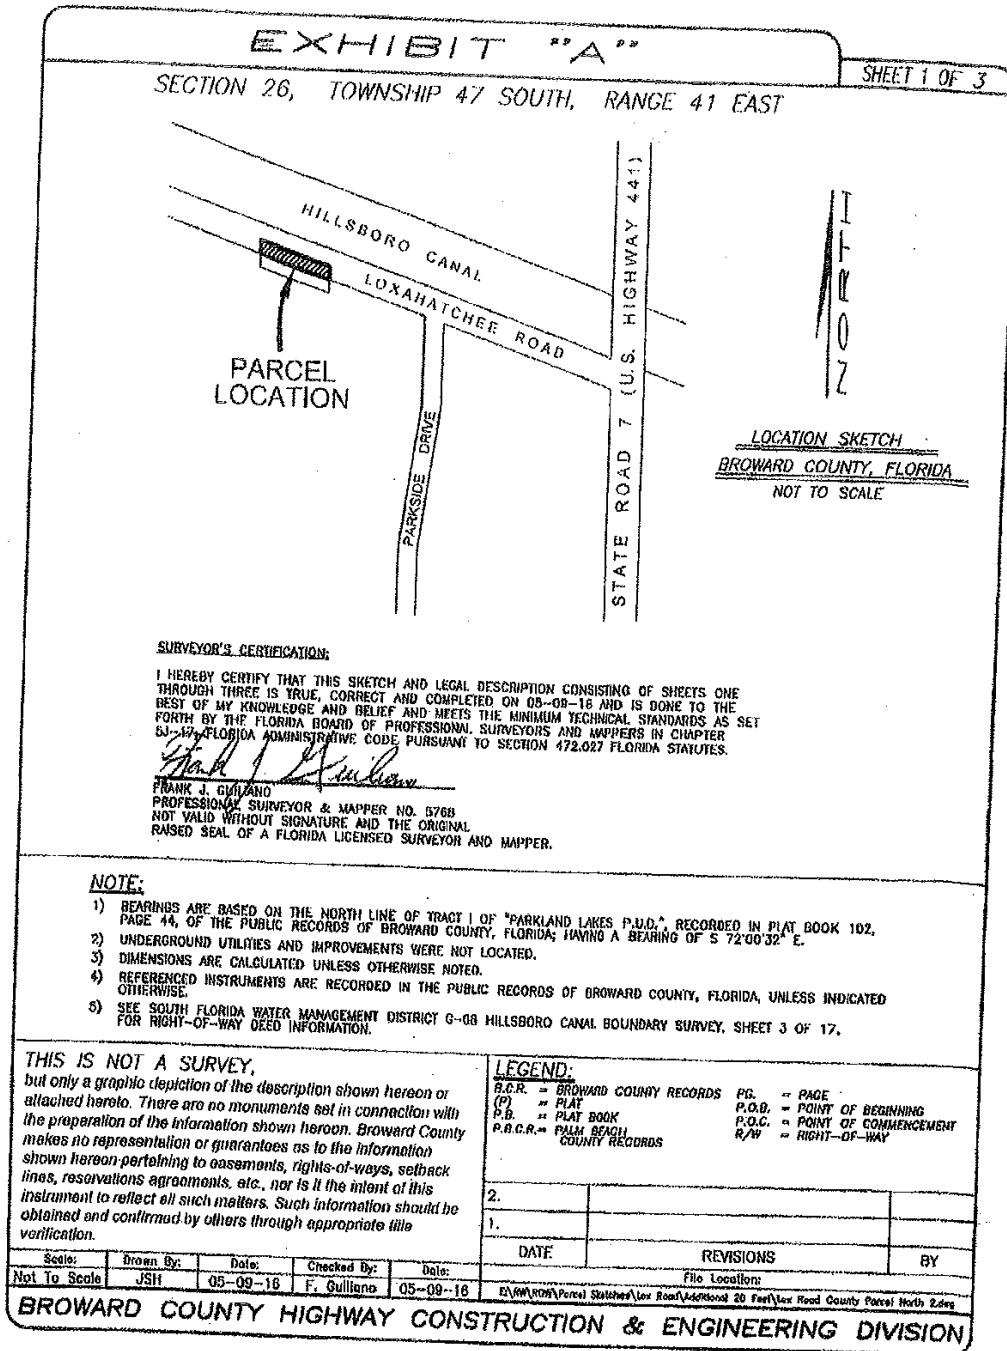 EXHIBIT "A"
SHEET 1 OF 3
SECTION 26, TOWNSHIP 47 SOUTH, RANGE 41 EAST
HILLSBORO CANAL
LOXAHATCHEE ROAD
STATE ROAD 7 (U.S. HIGHWAY 441)
NORTH
PARCEL
LOCATION
PARKSIDE DRIVE
LOCATION SKETCH
BROWARD COUNTY, FLORIDA
NOT TO SCALE
SURVEYOR'S CERTIFICATION:
I HEREBY CERTIFY THAT THIS SKETCH AND LEGAL DESCRIPTION CONSISTING OF SHEETS ONE
THROUGH THREE IS TRUE, CORRECT AND COMPLETED ON 05-09-16 AND IS DONE TO THE
BEST OF MY KNOWLEDGE AND BELIEF AND MEETS THE MINIMUM TECHNICAL STANDARDS AS SET
FORTH BY THE FLORIDA BOARD OF PROFESSIONAL SURVEYORS AND MAPPERS IN CHAPTER
5J-17, FLORIDA ADMINISTRATIVE CODE PURSUANT TO SECTION 472.027 FLORIDA STATUTES.
Frank J. Guiliano
FRANK J. GUILIANO
PROFESSIONAL SURVEYOR & MAPPER NO. 5768
NOT VALID WITHOUT SIGNATURE AND THE ORIGINAL
RAISED SEAL OF A FLORIDA LICENSED SURVEYOR AND MAPPER.
NOTE:
1) BEARINGS ARE BASED ON THE NORTH LINE OF TRACT I OF "PARKLAND LAKES P.U.D.", RECORDED IN PLAT BOOK 102,
PAGE 44, OF THE PUBLIC RECORDS OF BROWARD COUNTY, FLORIDA; HAVING A BEARING OF S 72°00'32" E.
2) UNDERGROUND UTILITIES AND IMPROVEMENTS WERE NOT LOCATED.
3) DIMENSIONS ARE CALCULATED UNLESS OTHERWISE NOTED.
4) REFERENCED INSTRUMENTS ARE RECORDED IN THE PUBLIC RECORDS OF BROWARD COUNTY, FLORIDA, UNLESS INDICATED
OTHERWISE.
5) SEE SOUTH FLORIDA WATER MANAGEMENT DISTRICT G-08 HILLSBORO CANAL BOUNDARY SURVEY, SHEET 3 OF 17,
FOR RIGHT-OF-WAY DEED INFORMATION.
THIS IS NOT A SURVEY,
but only a graphic depiction of the description shown hereon or
attached hereto. There are no monuments set in connection with
the preparation of the information shown hereon. Broward County
makes no representation or guarantees as to the information
shown hereon pertaining to easements, rights-of-ways, setback
lines, reservations agreements, etc., nor is it the intent of this
instrument to reflect all such matters. Such information should be
obtained and confirmed by others through appropriate title
verification.
LEGEND:
B.C.R. = BROWARD COUNTY RECORDS
(P) = PLAT
P.B. = PLAT BOOK
P.B.C.R. = PALM BEACH
COUNTY RECORDS
PG. = PAGE
P.O.B. = POINT OF BEGINNING
P.O.C. = POINT OF COMMENCEMENT
R/W = RIGHT-OF-WAY
2.
1.
DATE REVISIONS BY
Scale: Drawn By: Date: Checked By: Date: File Location:
Not To Scale JSH 05-09-16 F. Guiliano 05-09-16 E:\RW\ROW\Parcel Sketches\Lox Road\Additional 20 Feet\Lox Road County Parcel North 2.dwg
BROWARD COUNTY HIGHWAY CONSTRUCTION & ENGINEERING DIVISION